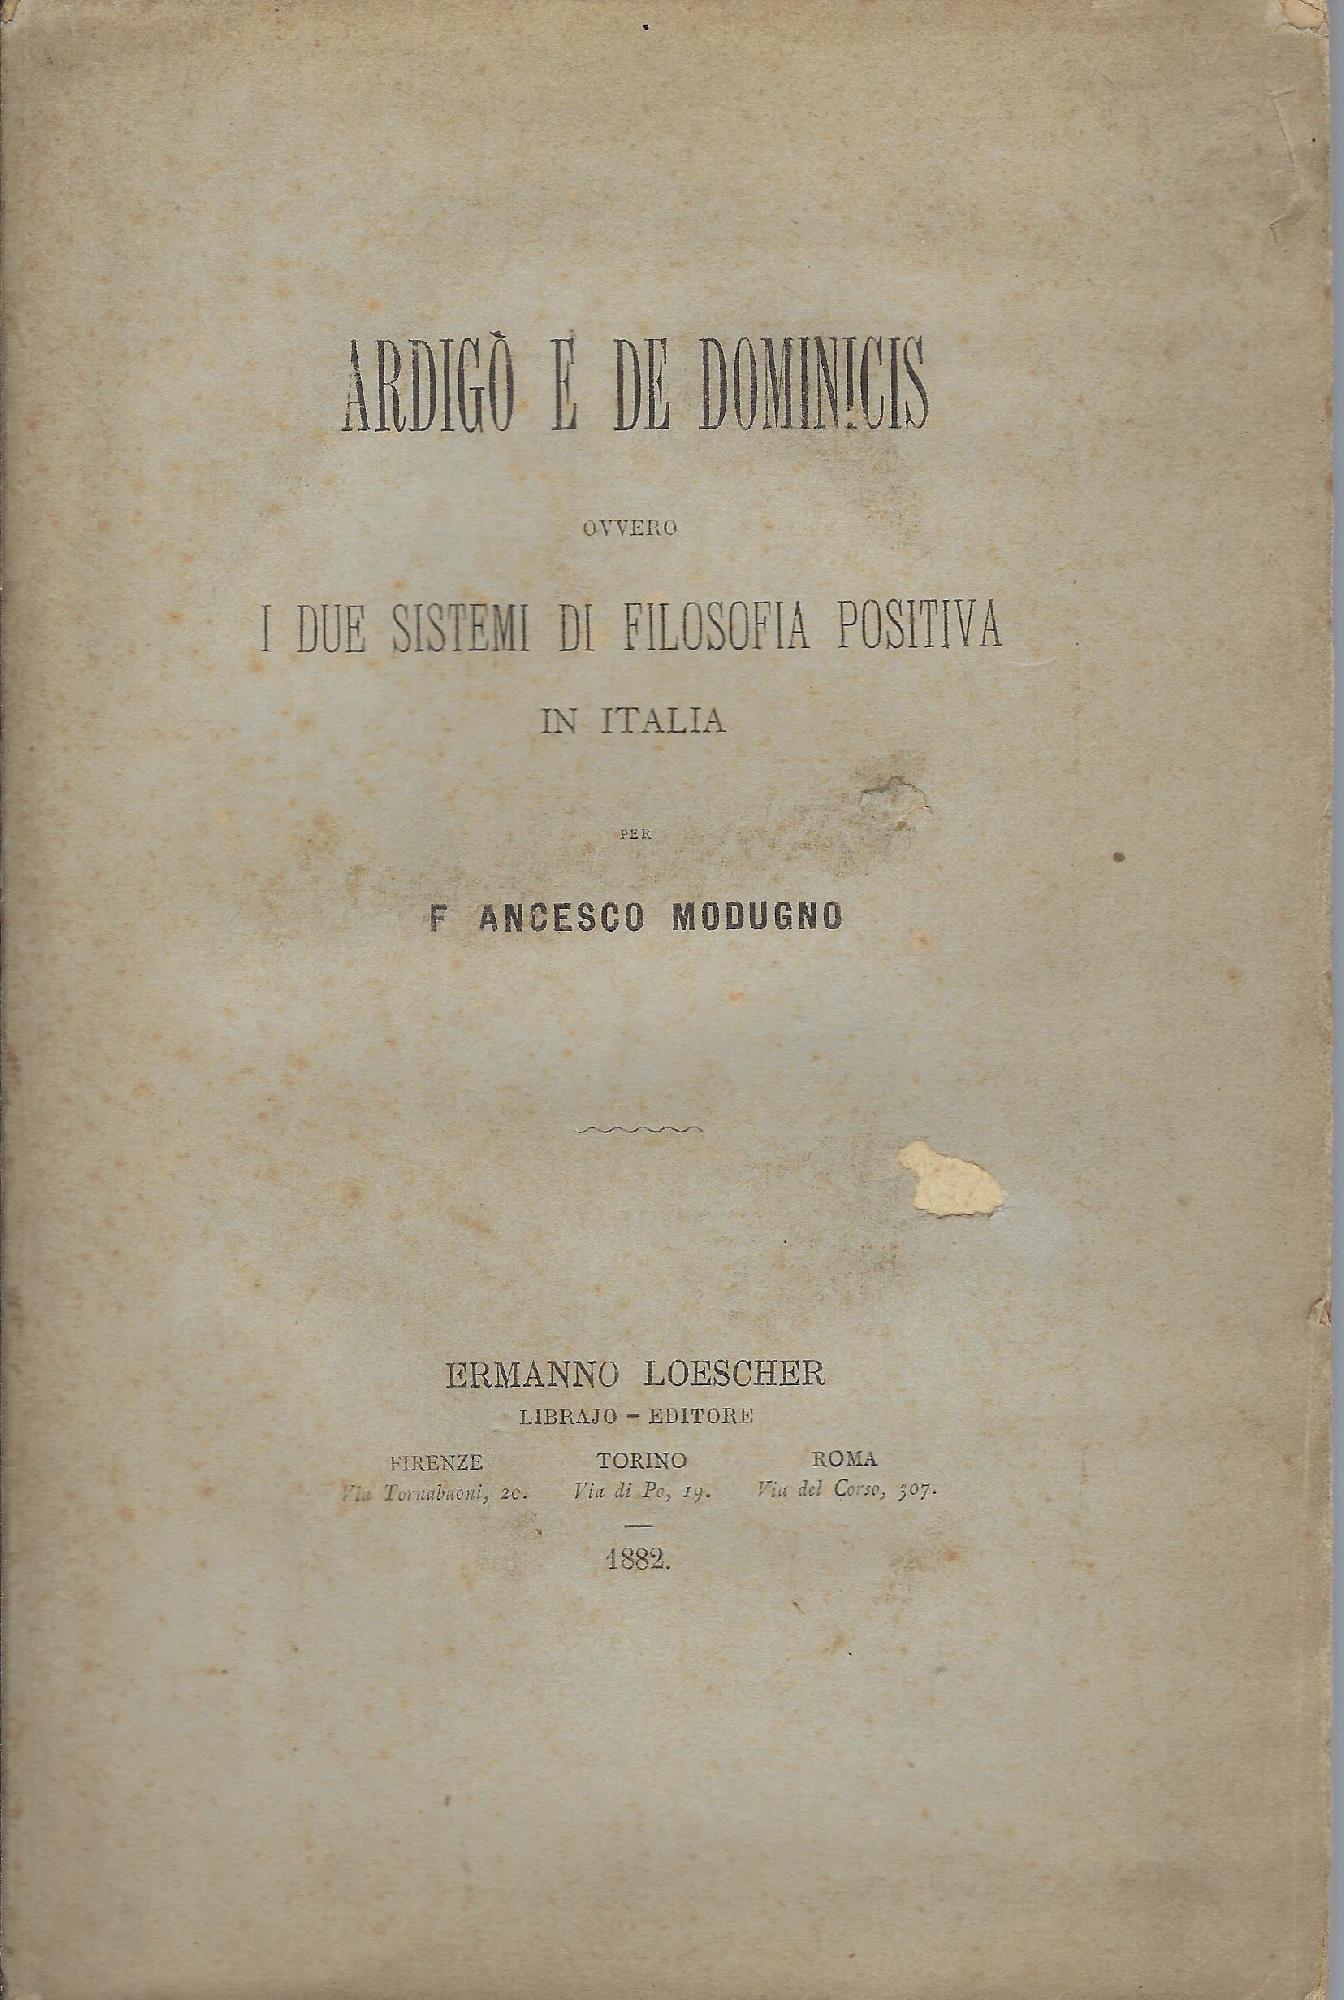 ARDIGÒ E DE DOMINICIS
OVVERO
I DUE SISTEMI DI FILOSOFIA POSITIVA
IN ITALIA
PER
F ANCESCO MODUGNO
ERMANNO LOESCHER
LIBRAJO - EDITORE
FIRENZE TORINO ROMA
Via Tornabuoni, 20. Via di Po, 19. Via del Corso, 307.
1882.